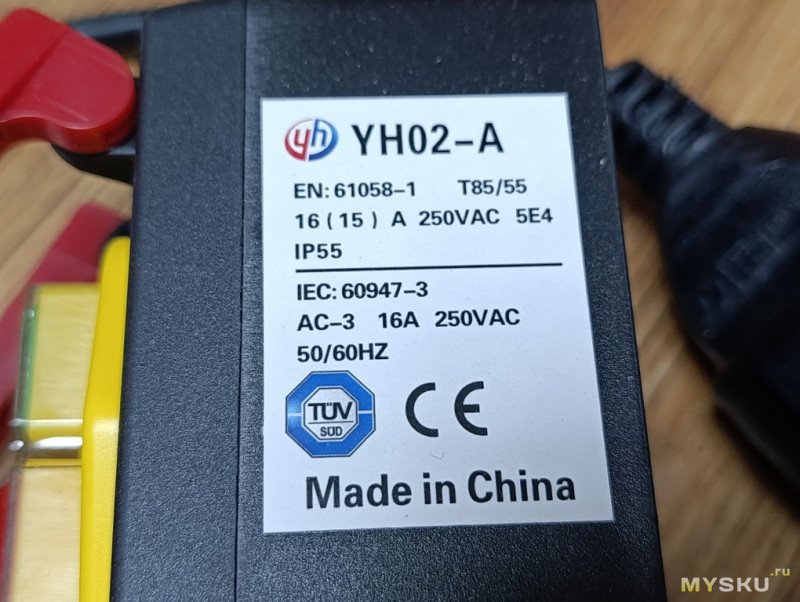 yh YH02-A
EN: 61058-1 T85/55
16 ( 15 ) A 250VAC 5E4
IP55
IEC: 60947-3
AC-3 16A 250VAC
50/60HZ
TÜV
SÜD
CE
Made in China
MYSKU.ru